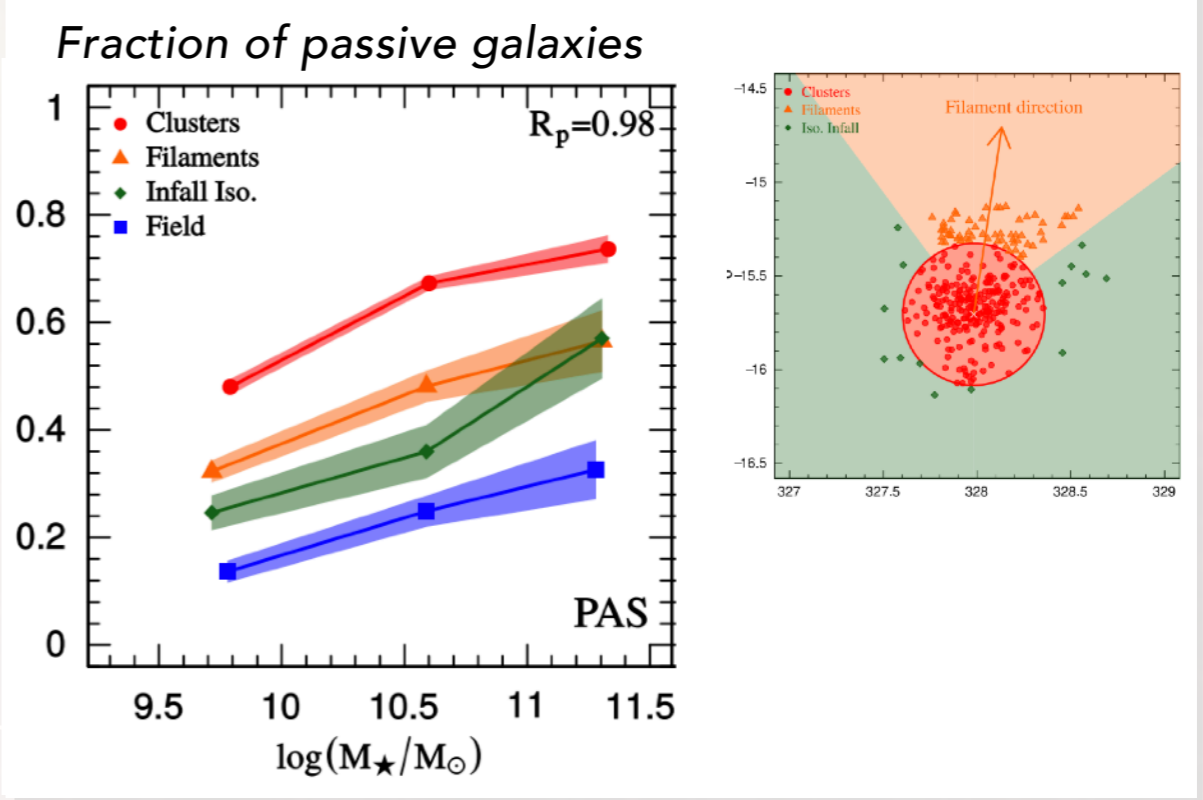 Fraction of passive galaxies
1
0.8
0.6
0.4
0.2
0
Clusters
Filaments
Infall Iso.
Field
Rp=0.98
PAS
9.5 10 10.5 11 11.5
log(M★/M⊙)
Clusters
Filaments
Iso. Infall
Filament direction
−14.5
−15
−15.5
−16
−16.5
327 327.5 328 328.5 329